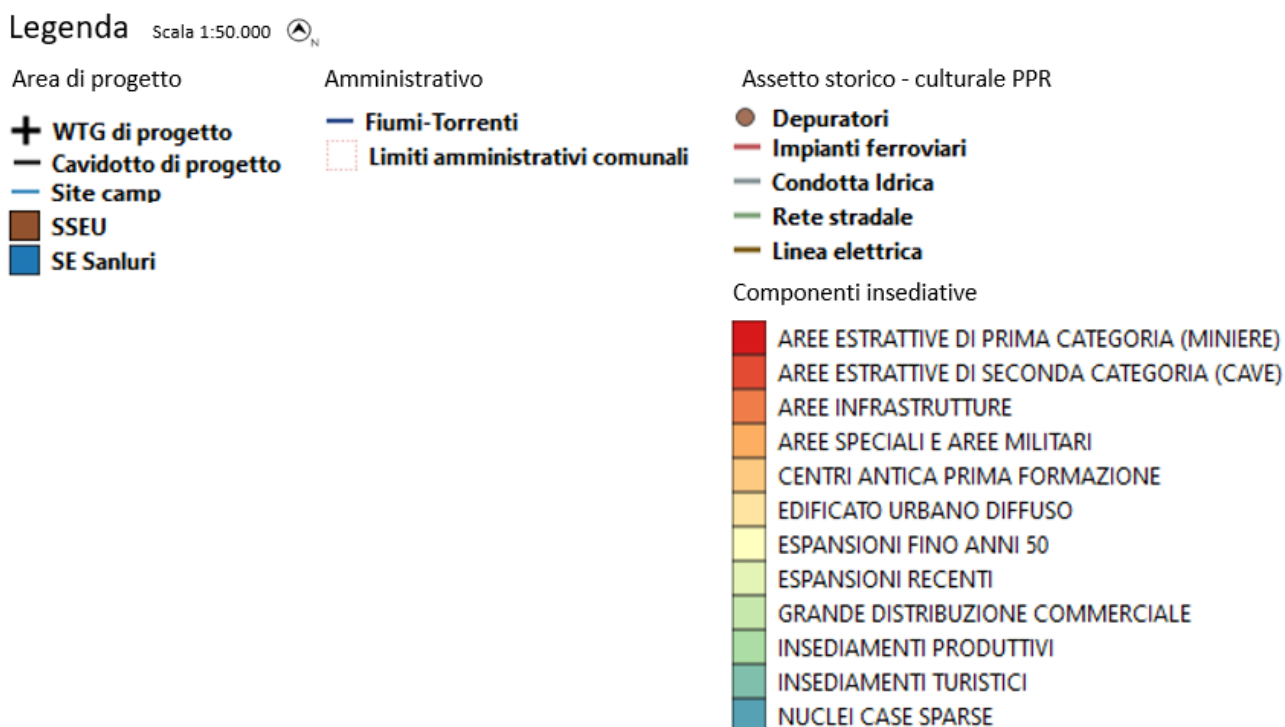 Legenda Scala 1:50.000 N
Area di progetto
WTG di progetto
Cavidotto di progetto
Site camp
SSEU
SE Sanluri
Amministrativo
Fiumi-Torrenti
Limiti amministrativi comunali
Assetto storico - culturale PPR
Depuratori
Impianti ferroviari
Condotta Idrica
Rete stradale
Linea elettrica
Componenti insediative
AREE ESTRATTIVE DI PRIMA CATEGORIA (MINIERE)
AREE ESTRATTIVE DI SECONDA CATEGORIA (CAVE)
AREE INFRASTRUTTURE
AREE SPECIALI E AREE MILITARI
CENTRI ANTICA PRIMA FORMAZIONE
EDIFICATO URBANO DIFFUSO
ESPANSIONI FINO ANNI 50
ESPANSIONI RECENTI
GRANDE DISTRIBUZIONE COMMERCIALE
INSEDIAMENTI PRODUTTIVI
INSEDIAMENTI TURISTICI
NUCLEI CASE SPARSE